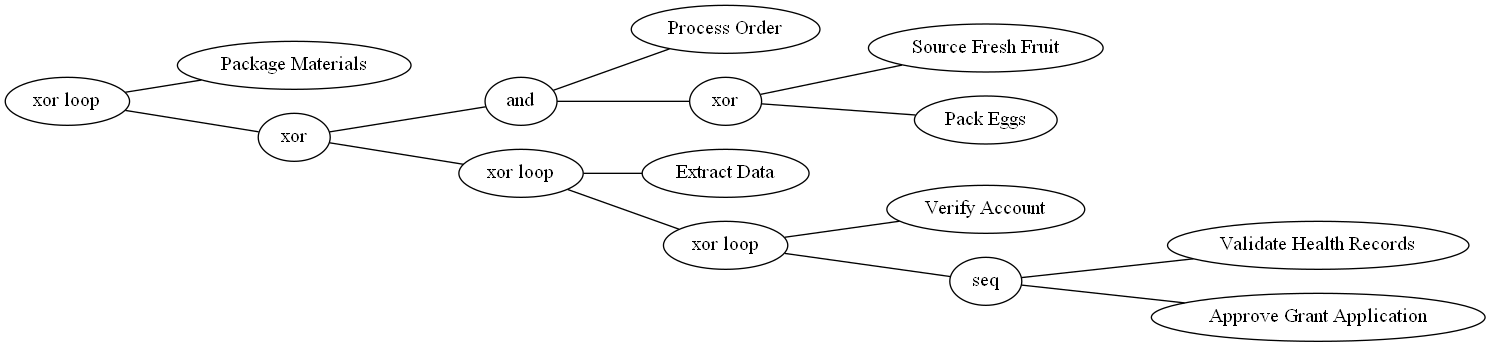 xor loop
Package Materials
xor
and
Process Order
xor
Source Fresh Fruit
Pack Eggs
xor loop
Extract Data
xor loop
Verify Account
seq
Validate Health Records
Approve Grant Application